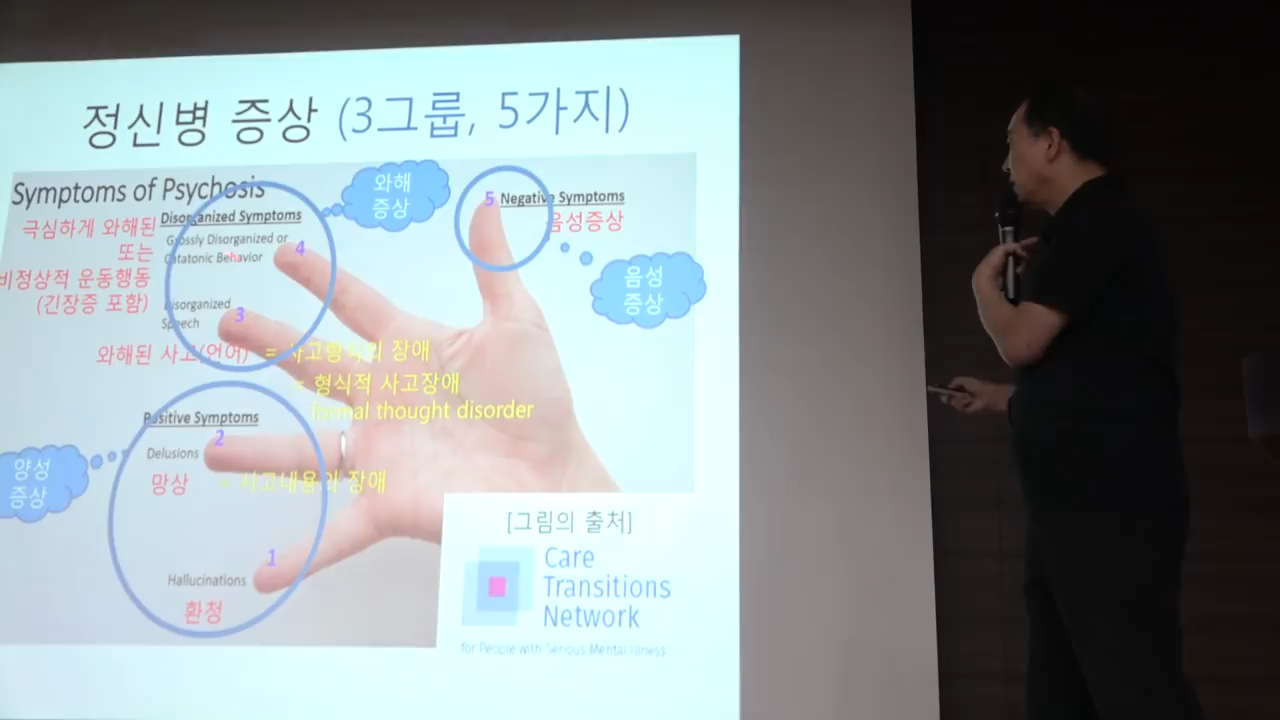 정신병 증상 (3그룹, 5가지)
Symptoms of Psychosis
Disorganized Symptoms
극심하게 와해된
또는
비정상적 운동행동
(긴장증 포함)
Grossly Disorganized or
Catatonic Behavior
4
와해
증상
5
Negative Symptoms
음성증상
음성
증상
Disorganized
Speech
3
와해된 사고(언어) = 사고형식의 장애
= 형식적 사고장애
formal thought disorder
Positive Symptoms
2
Delusions
망상 = 사고내용의 장애
양성
증상
1
Hallucinations
환청
[그림의 출처]
Care
Transitions
Network
for People with Serious Mental Illness